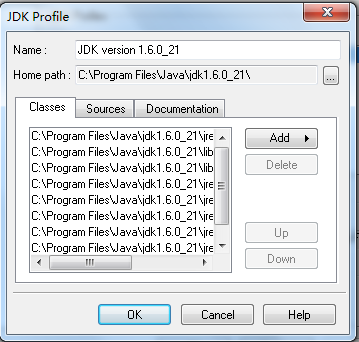 JDK Profile
Name :
JDK version 1.6.0_21
Home path :
C:\Program Files\Java\jdk1.6.0_21\
...
Classes
Sources
Documentation
C:\Program Files\Java\jdk1.6.0_21\jre
C:\Program Files\Java\jdk1.6.0_21\lib
C:\Program Files\Java\jdk1.6.0_21\lib
C:\Program Files\Java\jdk1.6.0_21\jre
C:\Program Files\Java\jdk1.6.0_21\jre
C:\Program Files\Java\jdk1.6.0_21\jre
C:\Program Files\Java\jdk1.6.0_21\jre
C:\Program Files\Java\jdk1.6.0_21\jre
Add
Delete
Up
Down
OK
Cancel
Help